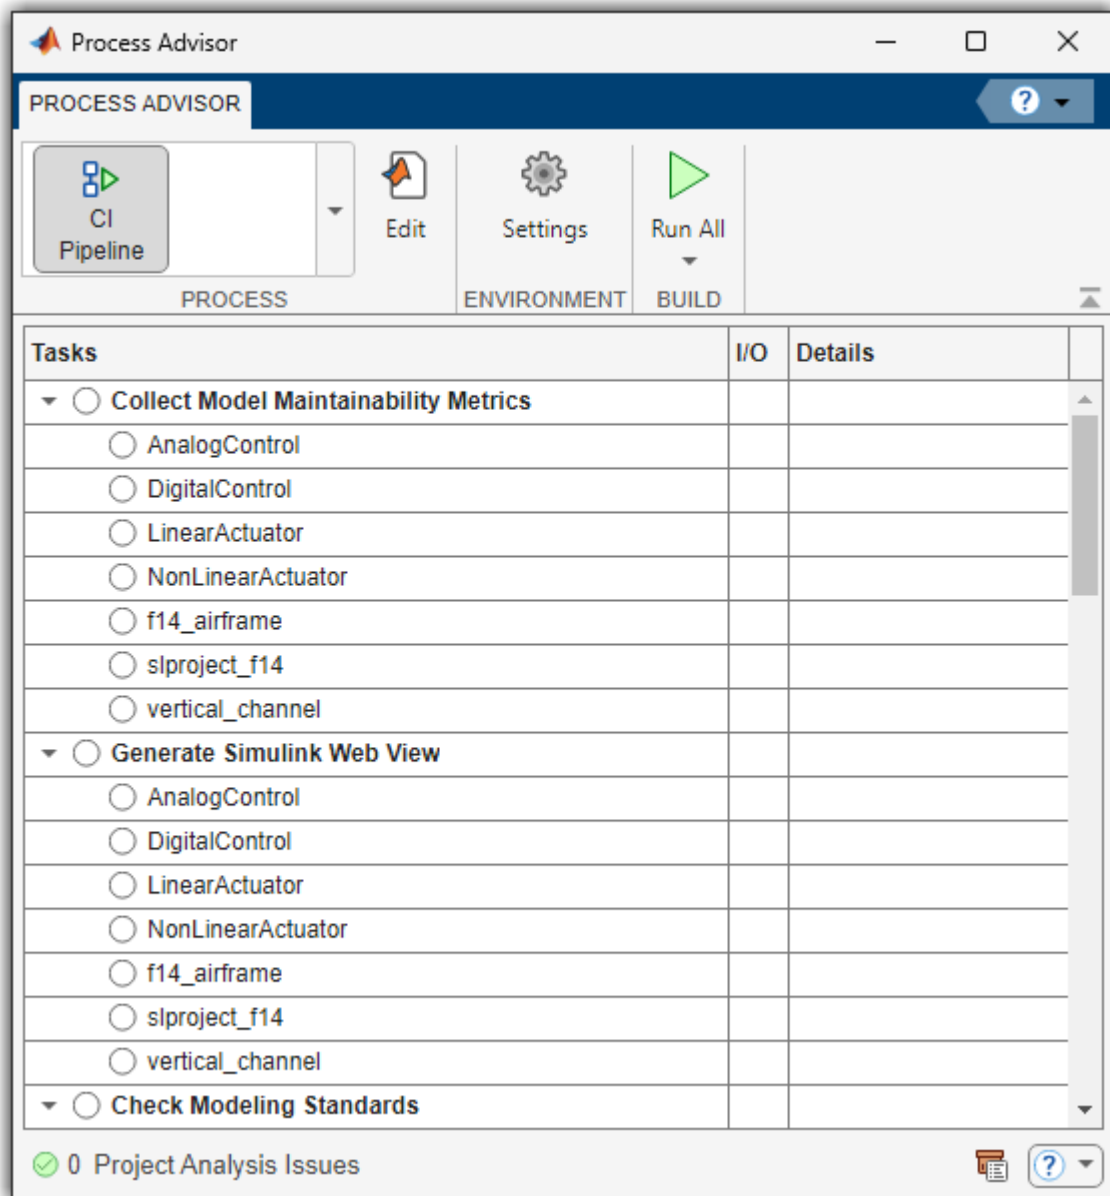 Process Advisor
PROCESS ADVISOR
?
CI
Pipeline
Edit
Settings
Run All
PROCESS
ENVIRONMENT
BUILD
Tasks I/O Details
Collect Model Maintainability Metrics
AnalogControl
DigitalControl
LinearActuator
NonLinearActuator
f14_airframe
slproject_f14
vertical_channel
Generate Simulink Web View
AnalogControl
DigitalControl
LinearActuator
NonLinearActuator
f14_airframe
slproject_f14
vertical_channel
Check Modeling Standards
0 Project Analysis Issues
?